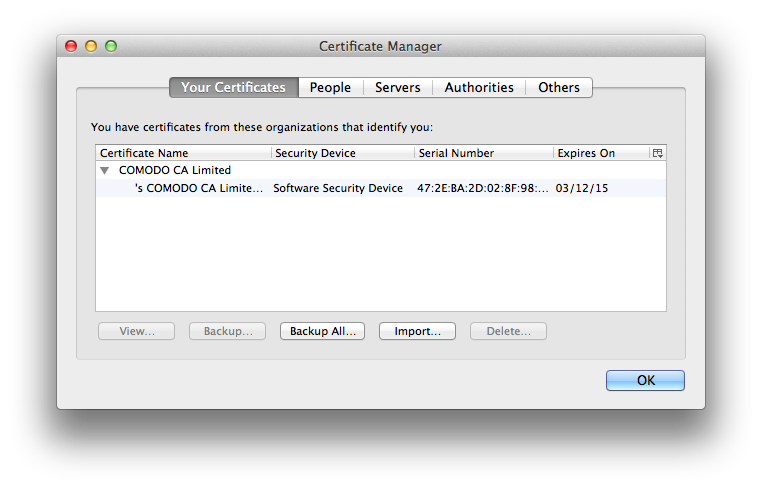 Certificate Manager
Your Certificates People Servers Authorities Others
You have certificates from these organizations that identify you:
Certificate Name Security Device Serial Number Expires On
COMODO CA Limited
's COMODO CA Limite... Software Security Device 47:2E:BA:2D:02:8F:98:... 03/12/15
View... Backup... Backup All... Import... Delete...
OK